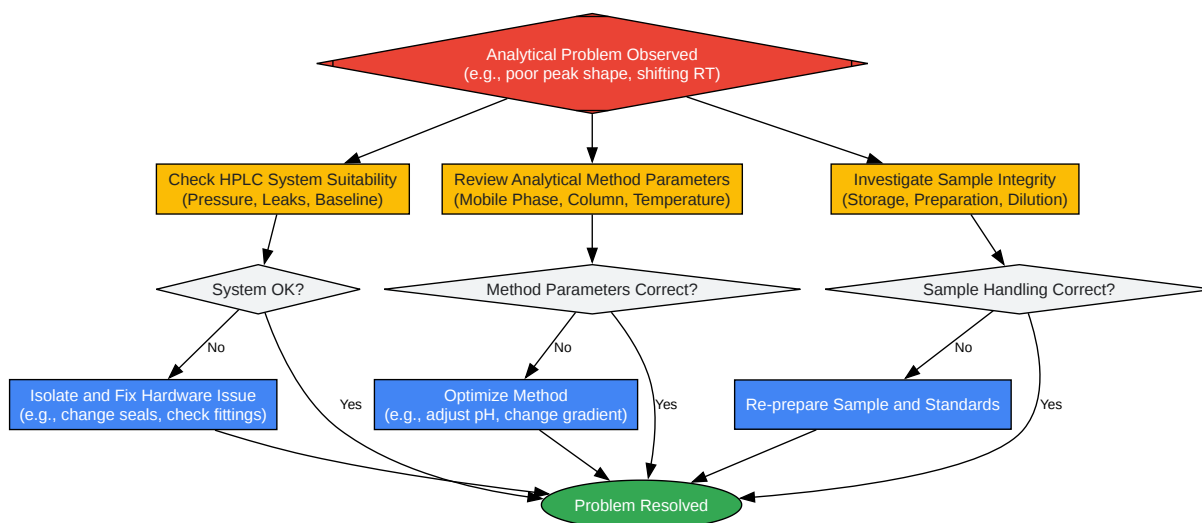 Analytical Problem Observed
(e.g., poor peak shape, shifting RT)
Check HPLC System Suitability
(Pressure, Leaks, Baseline)
Review Analytical Method Parameters
(Mobile Phase, Column, Temperature)
Investigate Sample Integrity
(Storage, Preparation, Dilution)
System OK?
Method Parameters Correct?
Sample Handling Correct?
No
No
No
Isolate and Fix Hardware Issue
(e.g., change seals, check fittings)
Yes
Optimize Method
(e.g., adjust pH, change gradient)
Yes
Re-prepare Sample and Standards
Yes
Problem Resolved